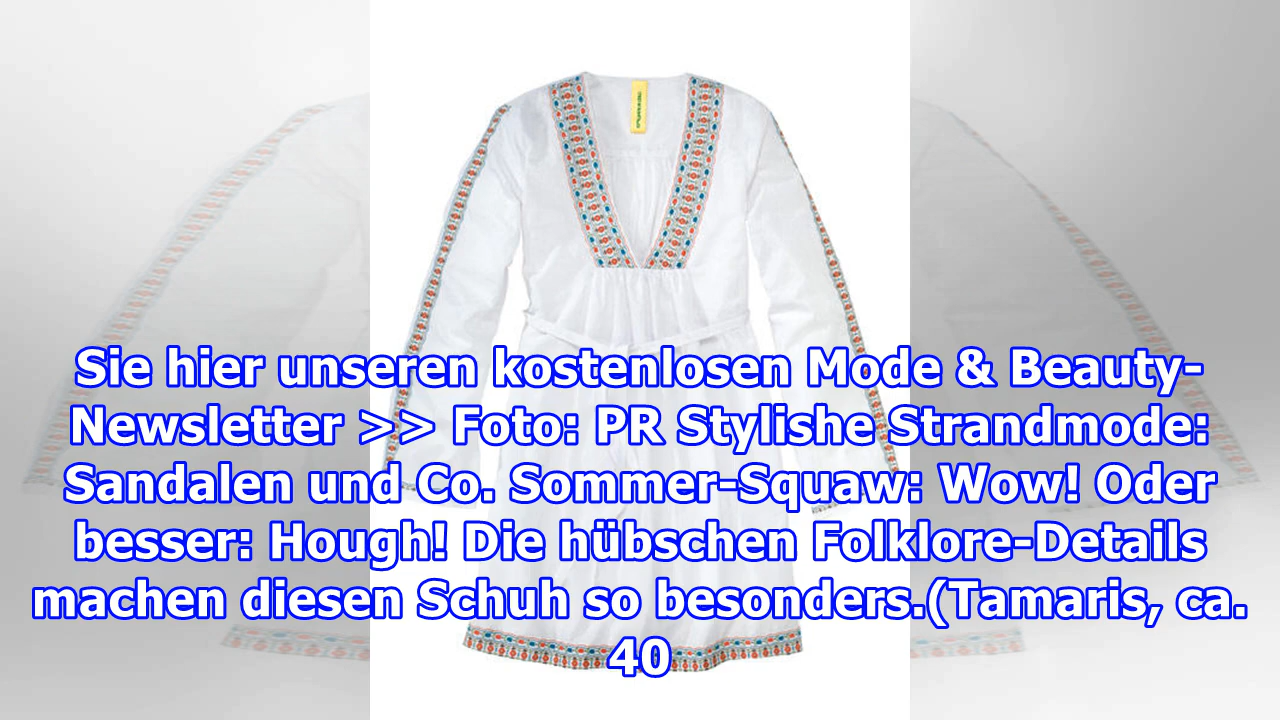 Sie hier unseren kostenlosen Mode & Beauty-
Newsletter >> Foto: PR Stylishe Strandmode:
Sandalen und Co. Sommer-Squaw: Wow! Oder
besser: Hough! Die hübschen Folklore-Details
machen diesen Schuh so besonders.(Tamaris, ca.
40